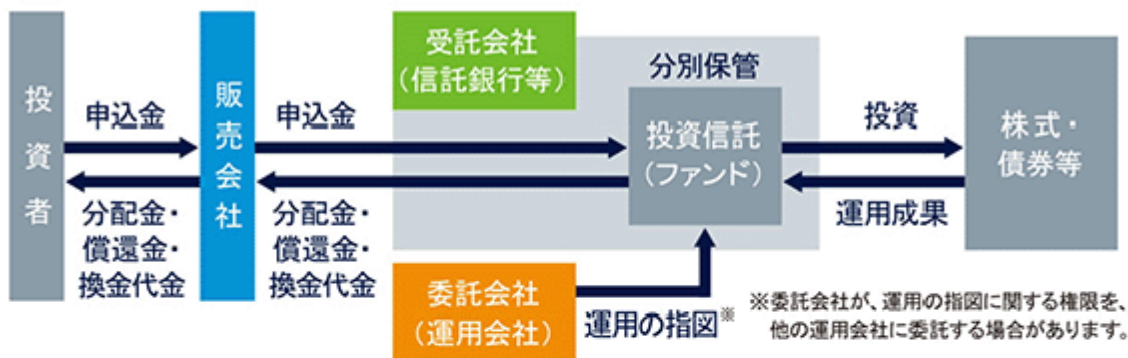 投資者
申込金
分配金・
償還金・
換金代金
販売会社
申込金
分配金・
償還金・
換金代金
受託会社
（信託銀行等）
分別保管
投資信託
（ファンド）
委託会社
（運用会社）
運用の指図※
投資
運用成果
株式・
債券等
※委託会社が、運用の指図に関する権限を、
他の運用会社に委託する場合があります。